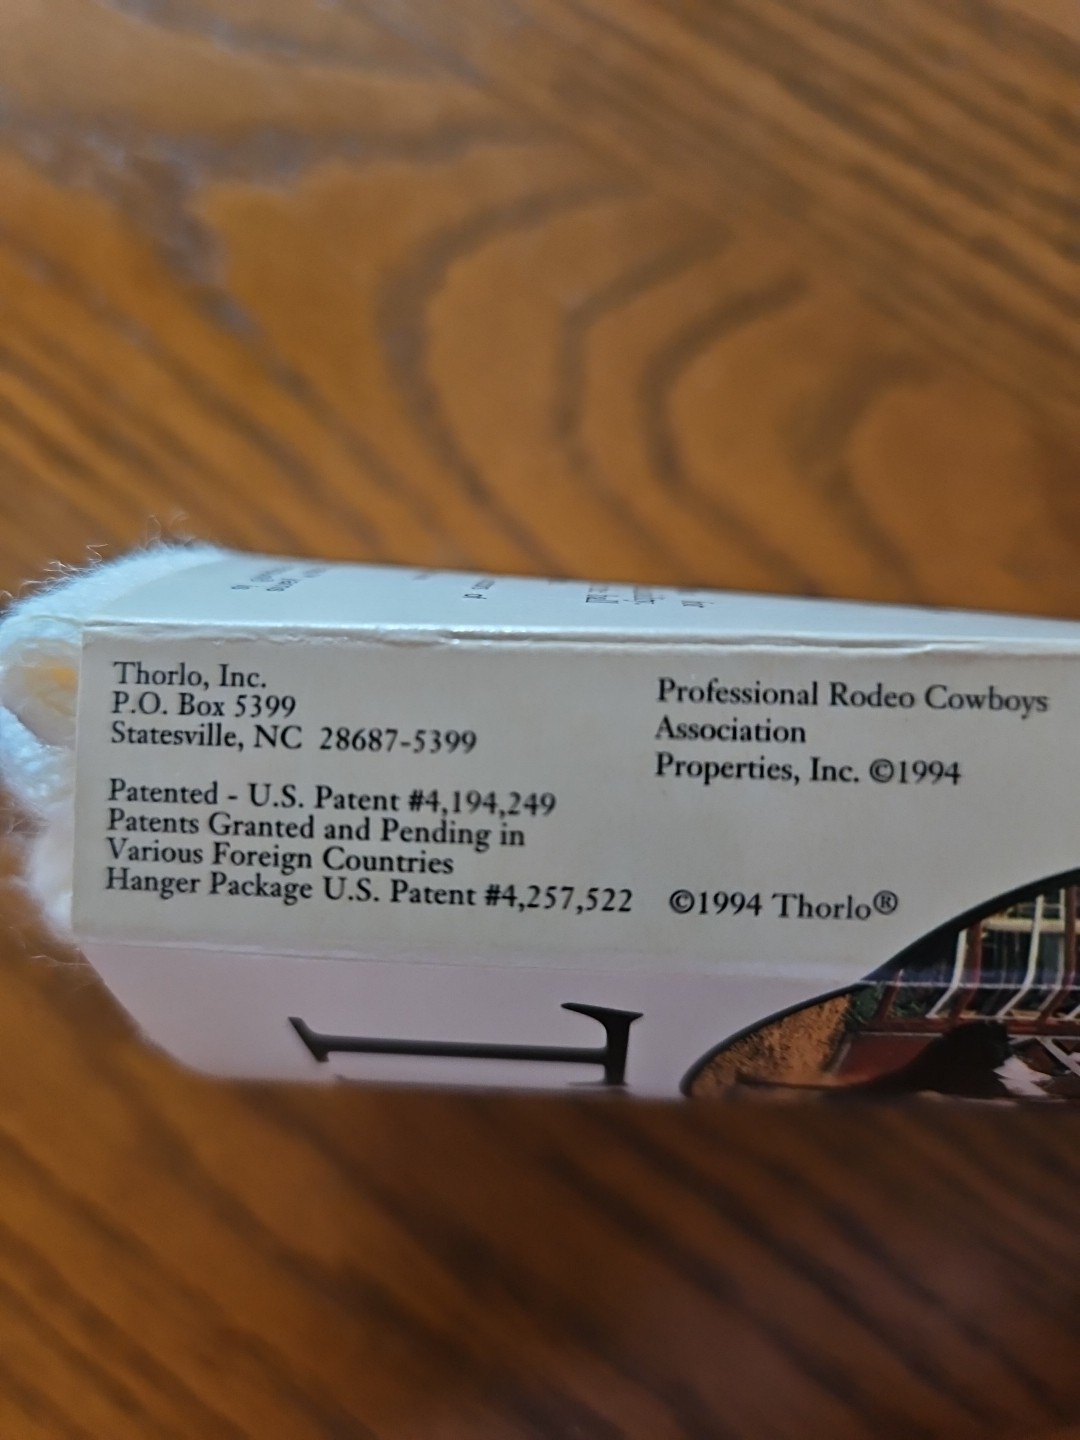 Thorlo, Inc.
P.O. Box 5399
Statesville, NC 28687-5399
Patented - U.S. Patent #4,194,249
Patents Granted and Pending in
Various Foreign Countries
Hanger Package U.S. Patent #4,257,522
Professional Rodeo Cowboys
Association
Properties, Inc. ©1994
©1994 Thorlo®